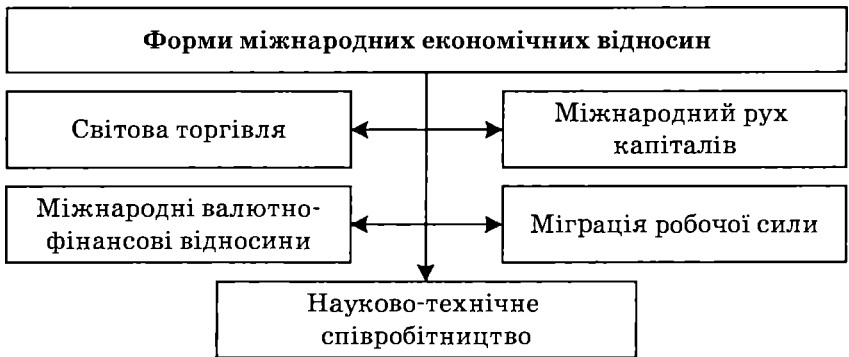 Форми міжнародних економічних відносин
Світова торгівля
Міжнародний рух
капіталів
Міжнародні валютно-
фінансові відносини
Міграція робочої сили
Науково-технічне
співробітництво